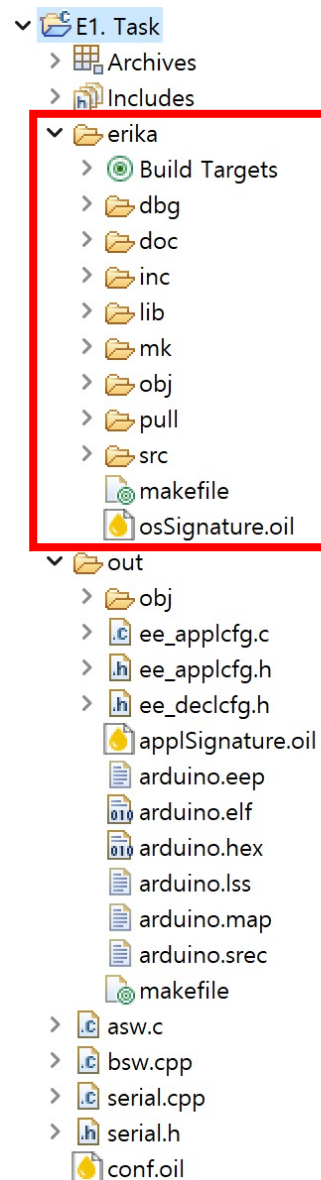 E1. Task
Archives
Includes
erika
Build Targets
dbg
doc
inc
lib
mk
obj
pull
src
makefile
osSignature.oil
out
obj
ee_applcfg.c
ee_applcfg.h
ee_declcfg.h
applSignature.oil
arduino.eep
arduino.elf
arduino.hex
arduino.lss
arduino.map
arduino.srec
makefile
asw.c
bsw.cpp
serial.cpp
serial.h
conf.oil